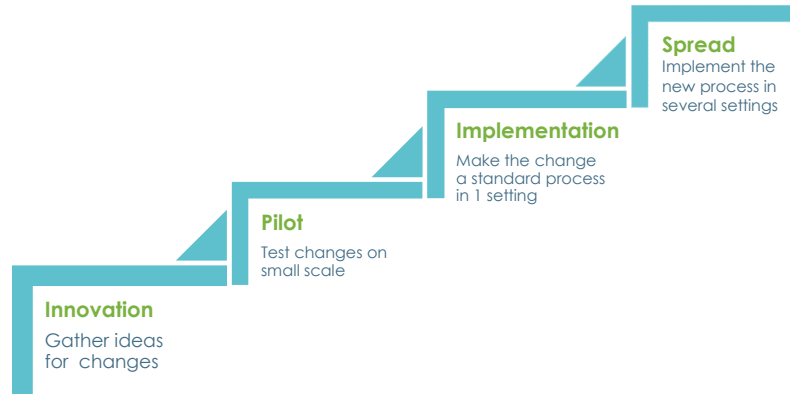 Spread
Implement the
new process in
several settings
Implementation
Make the change
a standard process
in 1 setting
Pilot
Test changes on
small scale
Innovation
Gather ideas
for changes